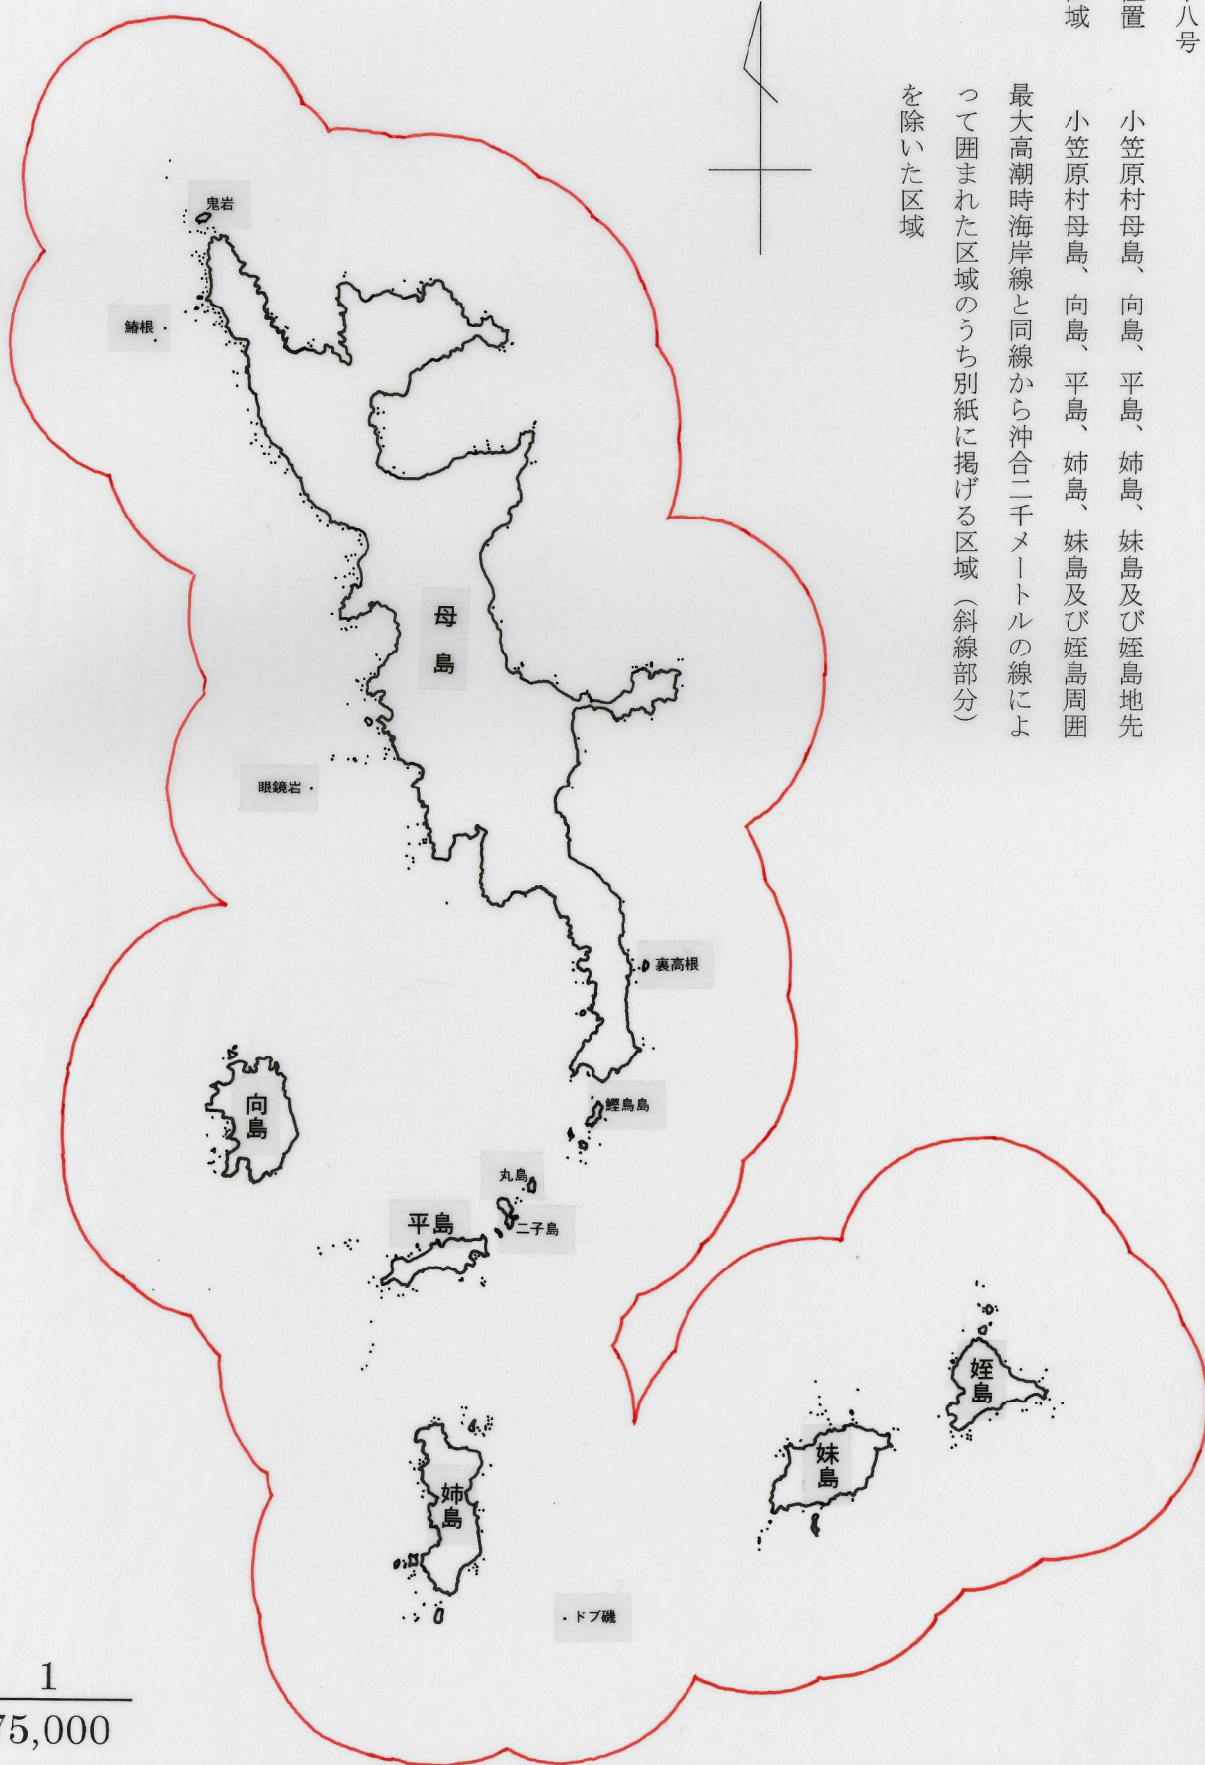 八号
置　小笠原村母島、向島、平島、姉島、妹島及び姪島地先
域　小笠原村母島、向島、平島、姉島、妹島及び姪島周囲
最大高潮時海岸線と同線から沖合二千メートルの線によ
って囲まれた区域のうち別紙に掲げる区域（斜線部分）
を除いた区域
鬼岩
鰆根
母島
眼鏡岩
裏高根
向島
鰹鳥島
丸島
二子島
平島
姪島
妹島
姉島
ドブ磯
1
75,000